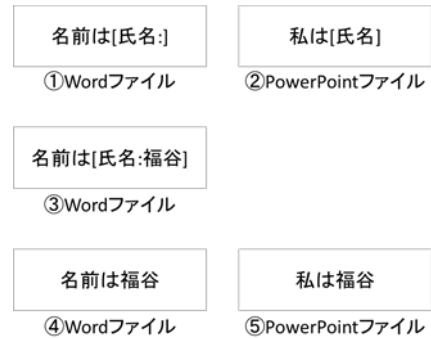 名前は[氏名:]
①Wordファイル
私は[氏名]
②PowerPointファイル
名前は[氏名:福谷]
③Wordファイル
名前は福谷
④Wordファイル
私は福谷
⑤PowerPointファイル